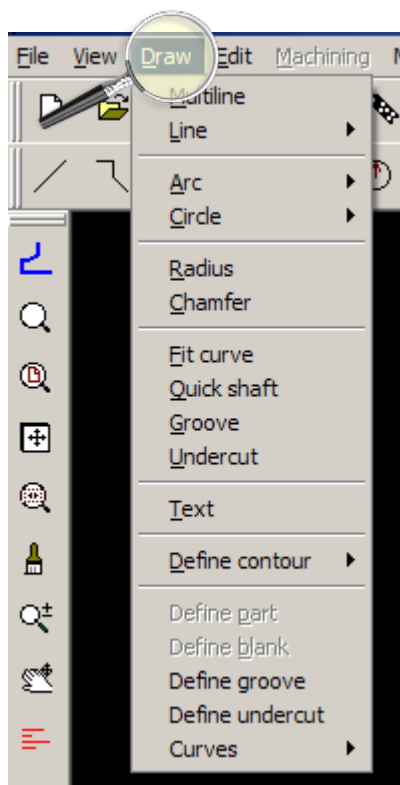 File View Draw Edit Machining
Multiline
Line
Arc
Circle
Radius
Chamfer
Fit curve
Quick shaft
Groove
Undercut
Text
Define contour
Define part
Define blank
Define groove
Define undercut
Curves